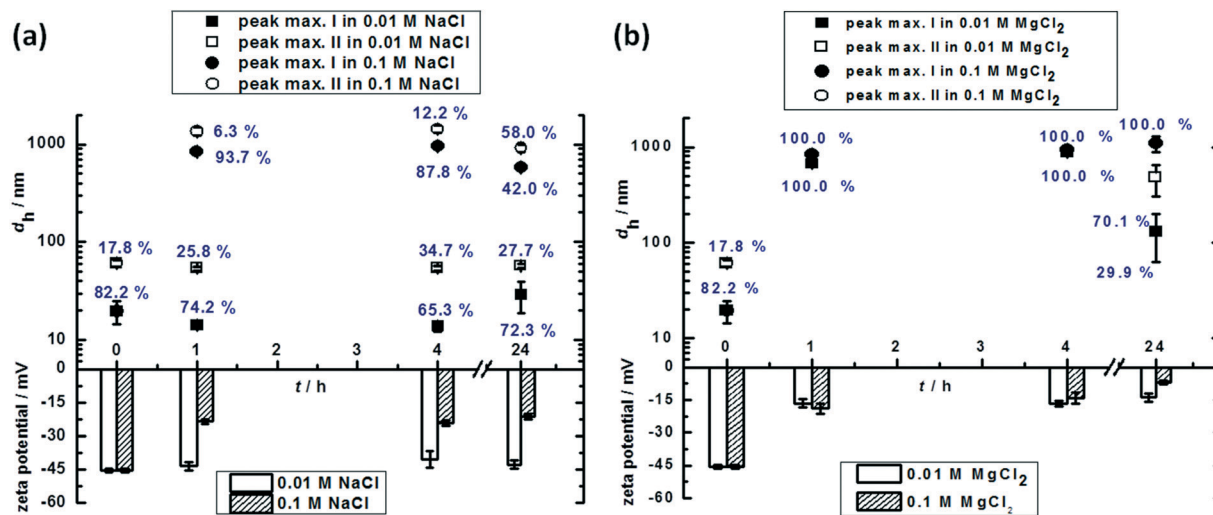 (a)
peak max. I in 0.01 M NaCl
peak max. II in 0.01 M NaCl
peak max. I in 0.1 M NaCl
peak max. II in 0.1 M NaCl
1000
100
10
d_h / nm
6.3 %
93.7 %
12.2 %
87.8 %
58.0 %
42.0 %
17.8 %
82.2 %
25.8 %
74.2 %
34.7 %
65.3 %
27.7 %
72.3 %
0 1 2 3 4 24
t / h
0
-15
-30
-45
-60
zeta potential / mV
0.01 M NaCl
0.1 M NaCl
(b)
peak max. I in 0.01 M MgCl₂
peak max. II in 0.01 M MgCl₂
peak max. I in 0.1 M MgCl₂
peak max. II in 0.1 M MgCl₂
1000
100
10
d_h / nm
100.0 %
100.0 %
100.0 %
100.0 %
100.0 %
17.8 %
82.2 %
70.1 %
29.9 %
0 1 2 3 4 24
t / h
0
-15
-30
-45
-60
zeta potential / mV
0.01 M MgCl₂
0.1 M MgCl₂